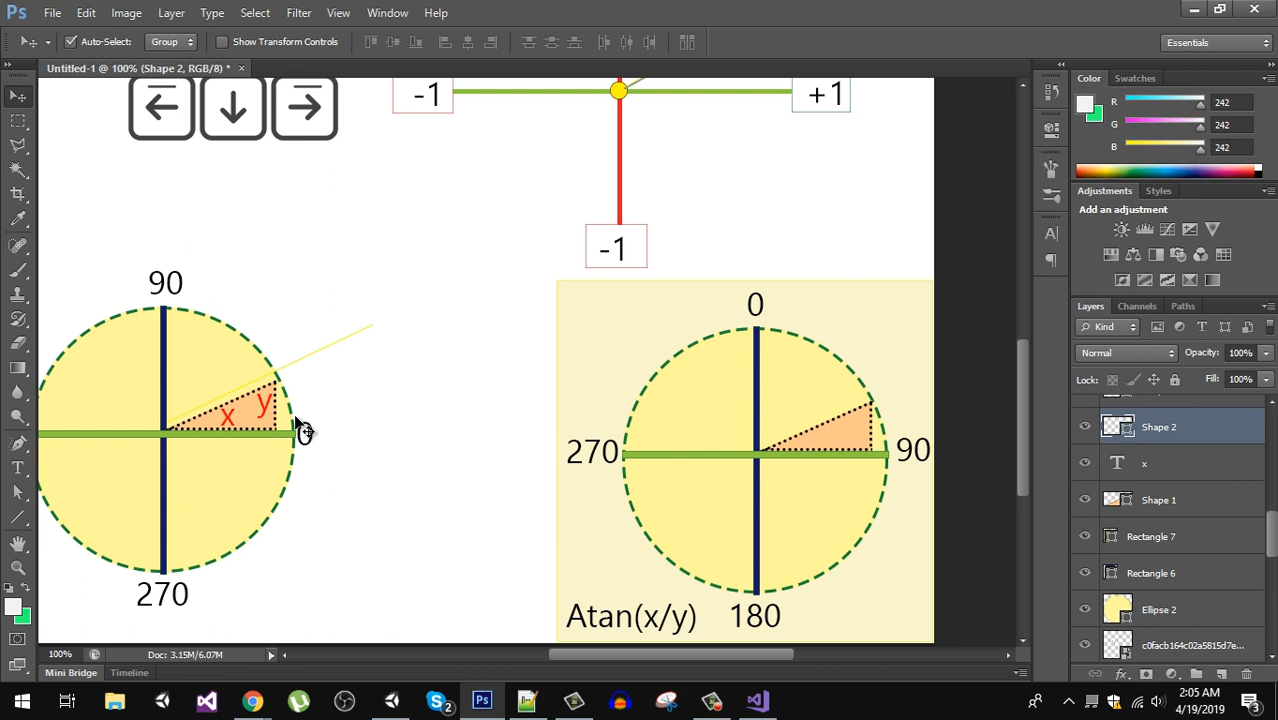 Ps File Edit Image Layer Type Select Filter View Window Help
Auto-Select: Group Show Transform Controls Essentials
Untitled-1 @ 100% (Shape 2, RGB/8) * ×
-1 +1
-1
90
0
270
x y
0
270 90
Atan(x/y) 180
Color Swatches
R 242
G 242
B 242
Adjustments Styles
Add an adjustment
Layers Channels Paths
Kind
Normal Opacity: 100%
Lock: Fill: 100%
Shape 2
T x
Shape 1
Rectangle 7
Rectangle 6
Ellipse 2
c0facb164c02a5815d7e...
100% Doc: 3.15M/6.07M
Mini Bridge Timeline
2:05 AM
4/19/2019